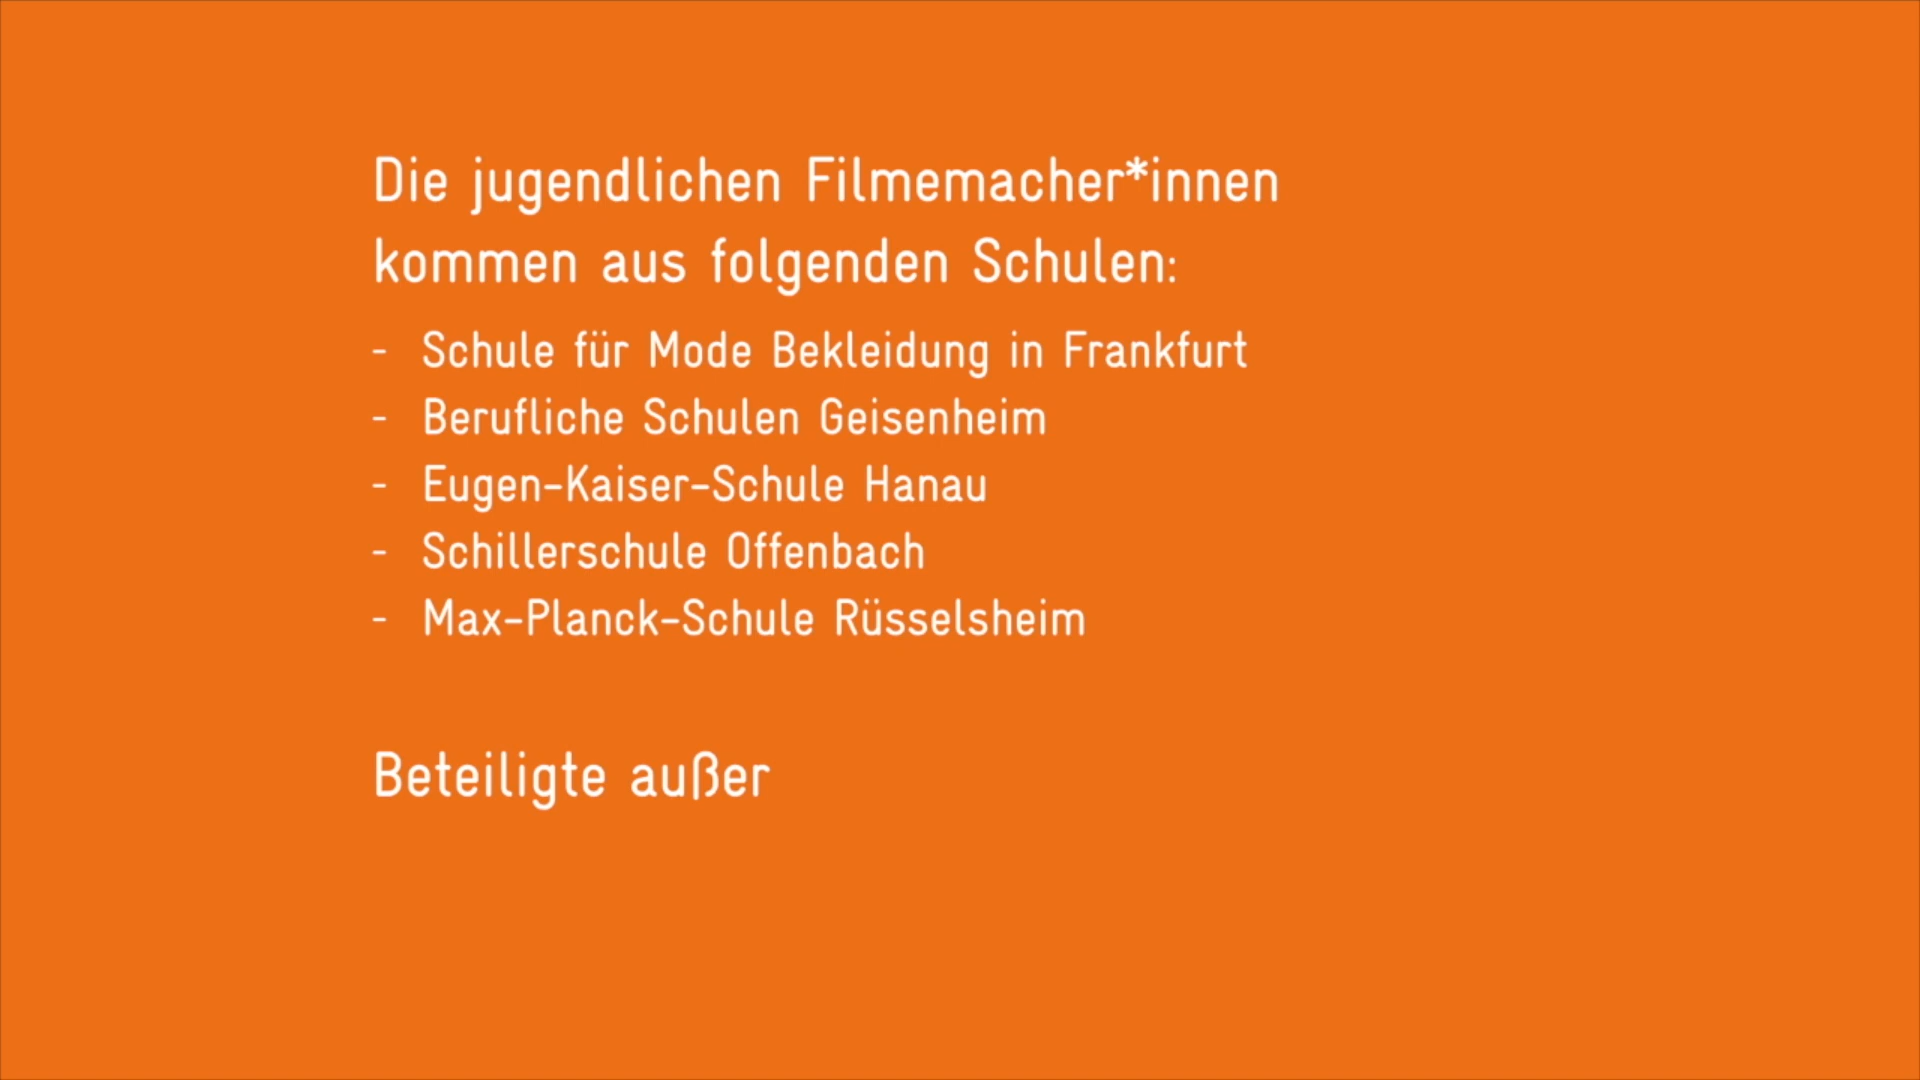 Die jugendlichen Filmemacher*innen
kommen aus folgenden Schulen:
- Schule für Mode Bekleidung in Frankfurt
- Berufliche Schulen Geisenheim
- Eugen-Kaiser-Schule Hanau
- Schillerschule Offenbach
- Max-Planck-Schule Rüsselsheim
Beteiligte außer